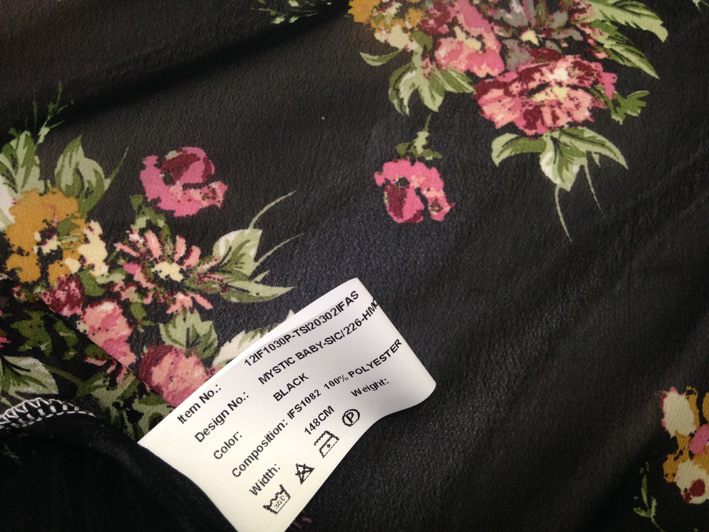 Item No.: 12IF1030P-TSI20302IFAS
Design No.: MYSTIC BABY-SIC/226-HM
Color: BLACK
Composition: IFS1082 100% POLYESTER
Width: 148CM Weight:
P